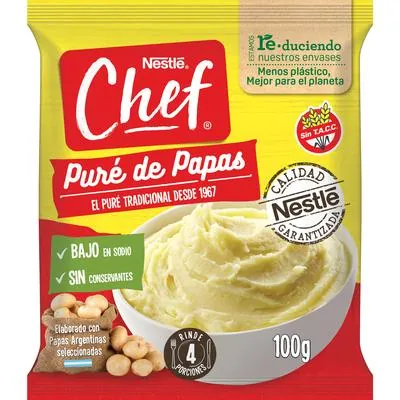 ESTAMOS
re·duciendo
nuestros envases
Menos plástico,
Mejor para el planeta
Nestlé®
Chef®
Sin T.A.C.C.
Puré de Papas
EL PURÉ TRADICIONAL DESDE 1967
CALIDAD
Nestlé
GARANTIZADA
BAJO EN SODIO
SIN CONSERVANTES
Elaborado con
Papas Argentinas
seleccionadas
RINDE
4
PORCIONES
100g